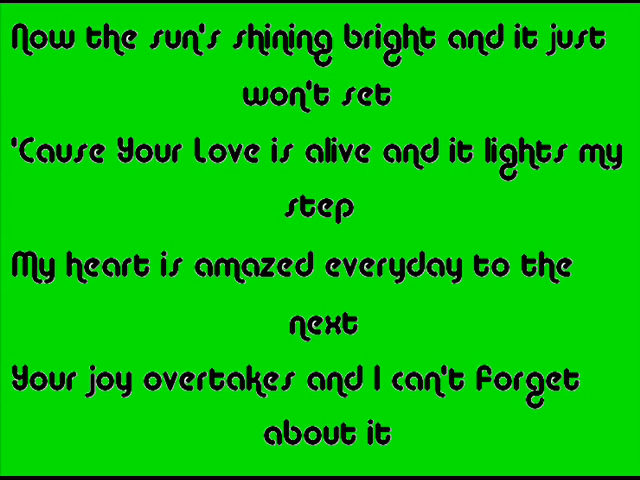 Now the sun's shining bright and it just
won't set
'Cause Your Love is alive and it lights my
step
My heart is amazed everyday to the
next
Your joy overtakes and I can't forget
about it